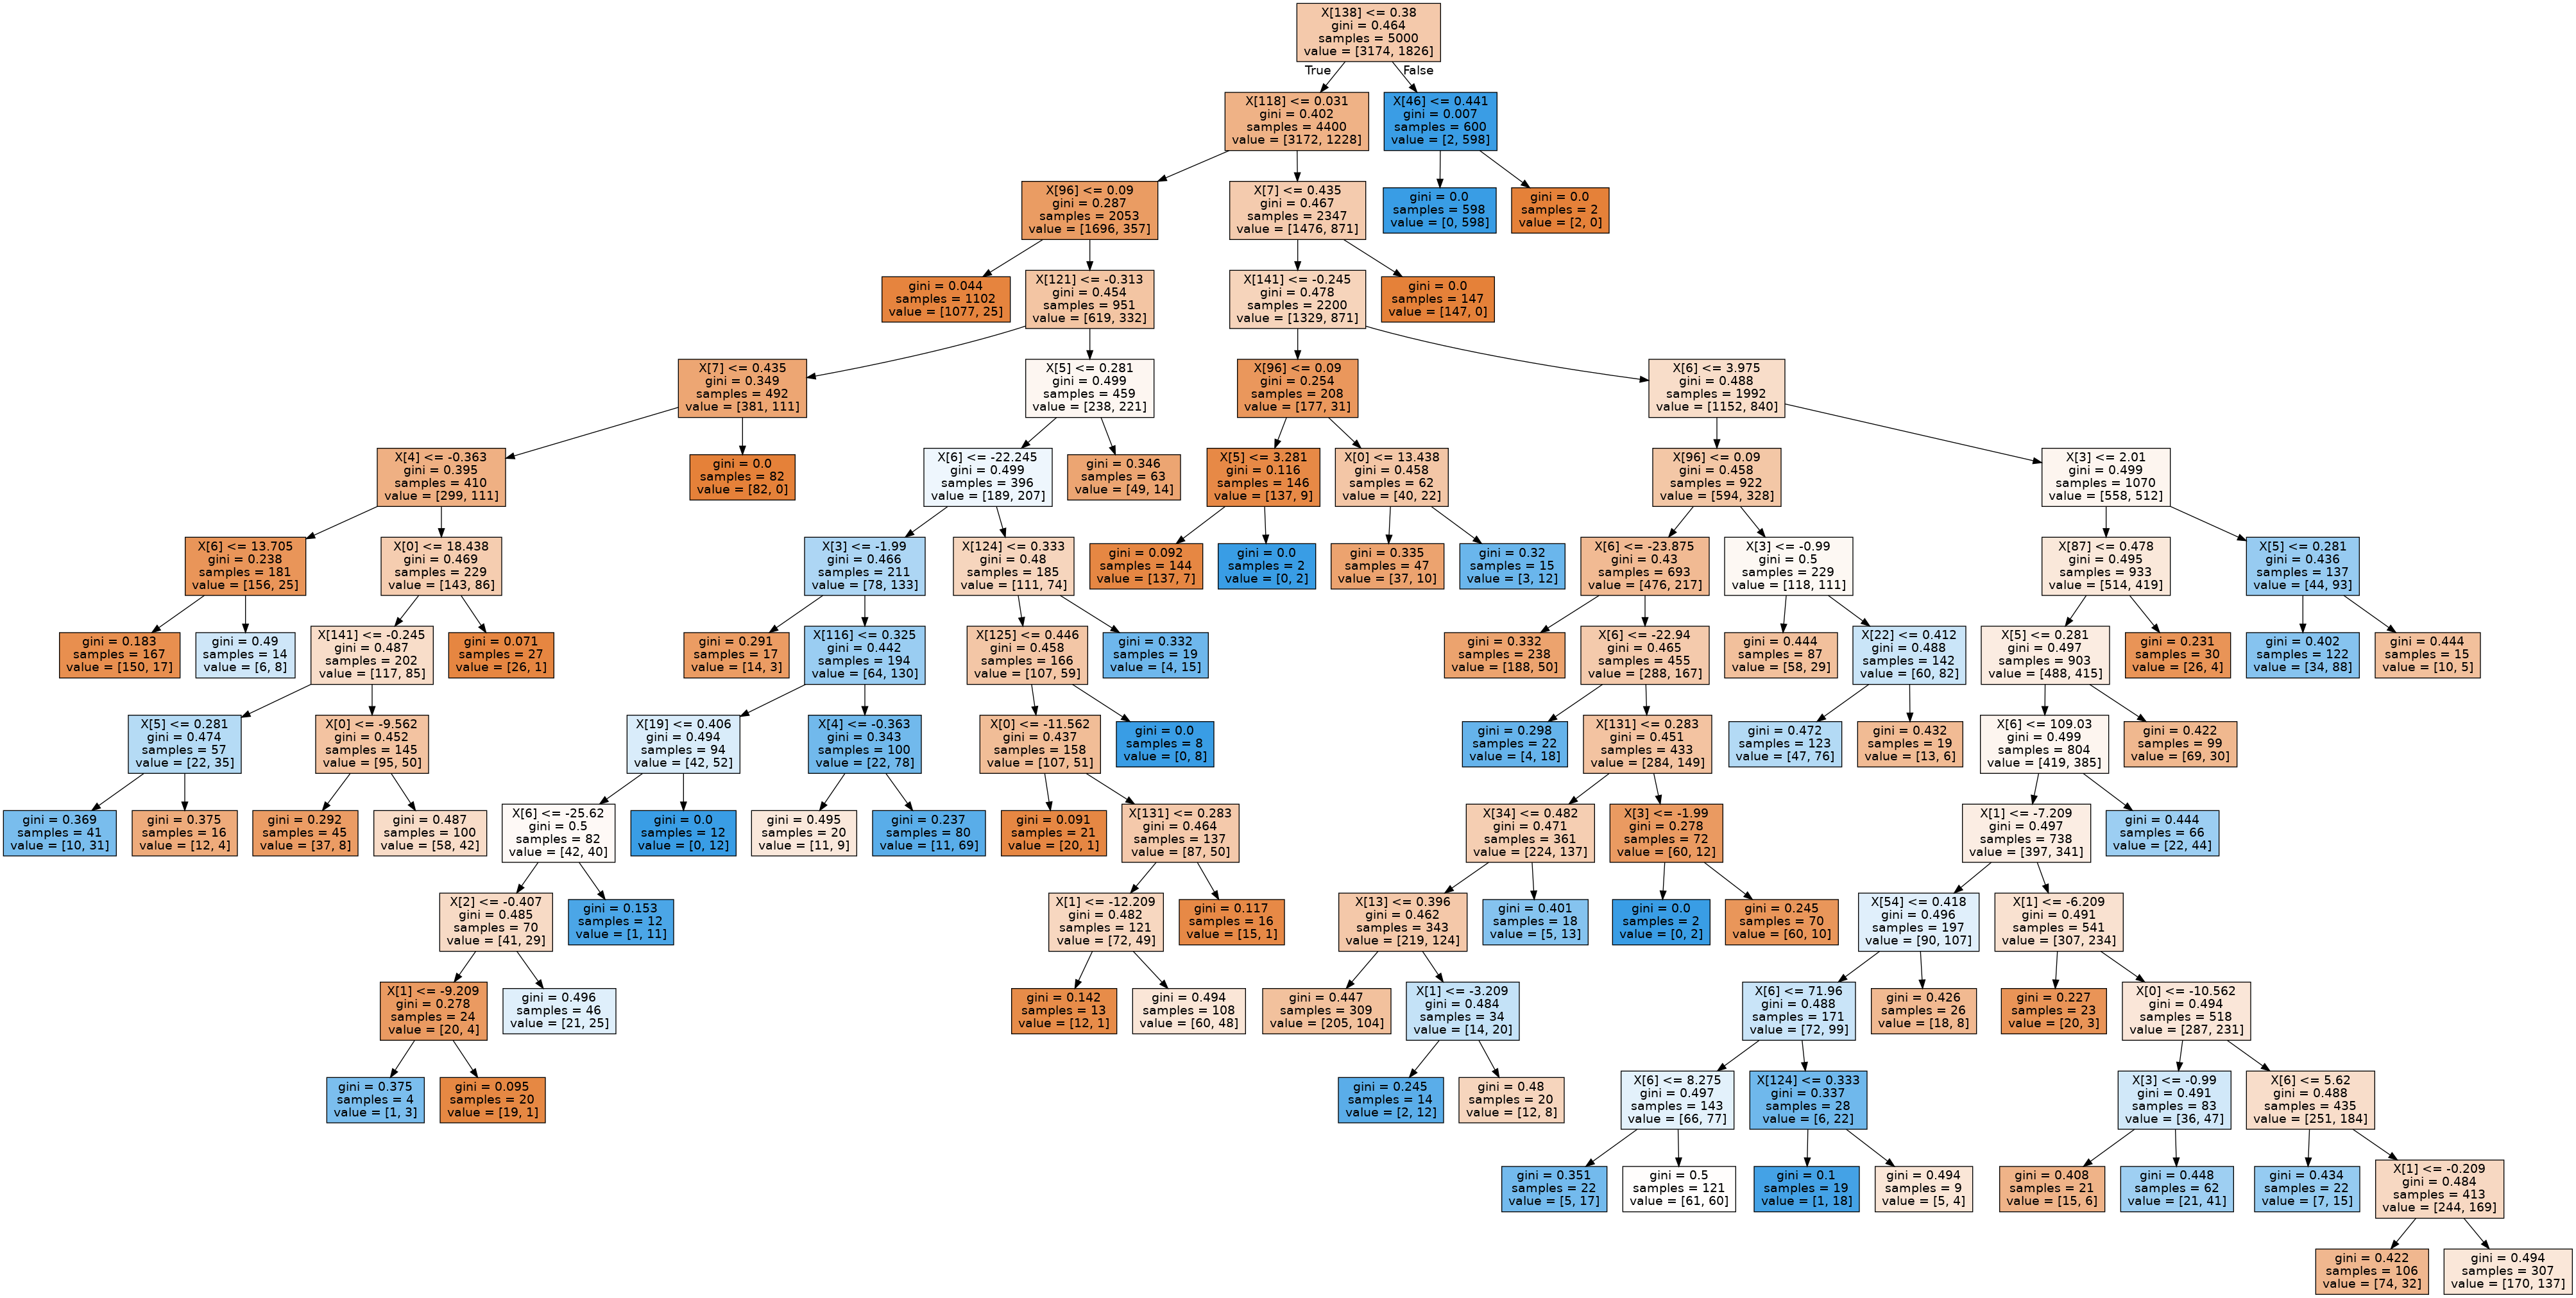 X[138] <= 0.38
gini = 0.464
samples = 5000
value = [3174, 1826]
True
False
X[118] <= 0.031
gini = 0.402
samples = 4400
value = [3172, 1228]
X[46] <= 0.441
gini = 0.007
samples = 600
value = [2, 598]
X[96] <= 0.09
gini = 0.287
samples = 2053
value = [1696, 357]
X[7] <= 0.435
gini = 0.467
samples = 2347
value = [1476, 871]
gini = 0.0
samples = 598
value = [0, 598]
gini = 0.0
samples = 2
value = [2, 0]
gini = 0.044
samples = 1102
value = [1077, 25]
X[121] <= -0.313
gini = 0.454
samples = 951
value = [619, 332]
X[141] <= -0.245
gini = 0.478
samples = 2200
value = [1329, 871]
gini = 0.0
samples = 147
value = [147, 0]
X[7] <= 0.435
gini = 0.349
samples = 492
value = [381, 111]
X[5] <= 0.281
gini = 0.499
samples = 459
value = [238, 221]
X[96] <= 0.09
gini = 0.254
samples = 208
value = [177, 31]
X[6] <= 3.975
gini = 0.488
samples = 1992
value = [1152, 840]
X[4] <= -0.363
gini = 0.395
samples = 410
value = [299, 111]
gini = 0.0
samples = 82
value = [82, 0]
X[6] <= -22.245
gini = 0.499
samples = 396
value = [189, 207]
gini = 0.346
samples = 63
value = [49, 14]
X[5] <= 3.281
gini = 0.116
samples = 146
value = [137, 9]
X[0] <= 13.438
gini = 0.458
samples = 62
value = [40, 22]
X[96] <= 0.09
gini = 0.458
samples = 922
value = [594, 328]
X[3] <= 2.01
gini = 0.499
samples = 1070
value = [558, 512]
X[6] <= 13.705
gini = 0.238
samples = 181
value = [156, 25]
X[0] <= 18.438
gini = 0.469
samples = 229
value = [143, 86]
X[3] <= -1.99
gini = 0.466
samples = 211
value = [78, 133]
X[124] <= 0.333
gini = 0.48
samples = 185
value = [111, 74]
gini = 0.092
samples = 144
value = [137, 7]
gini = 0.0
samples = 2
value = [0, 2]
gini = 0.335
samples = 47
value = [37, 10]
gini = 0.32
samples = 15
value = [3, 12]
X[6] <= -23.875
gini = 0.43
samples = 693
value = [476, 217]
X[3] <= -0.99
gini = 0.5
samples = 229
value = [118, 111]
X[87] <= 0.478
gini = 0.495
samples = 933
value = [514, 419]
X[5] <= 0.281
gini = 0.436
samples = 137
value = [44, 93]
gini = 0.183
samples = 167
value = [150, 17]
gini = 0.49
samples = 14
value = [6, 8]
X[141] <= -0.245
gini = 0.487
samples = 202
value = [117, 85]
gini = 0.071
samples = 27
value = [26, 1]
gini = 0.291
samples = 17
value = [14, 3]
X[116] <= 0.325
gini = 0.442
samples = 194
value = [64, 130]
X[125] <= 0.446
gini = 0.458
samples = 166
value = [107, 59]
gini = 0.332
samples = 19
value = [4, 15]
gini = 0.332
samples = 238
value = [188, 50]
X[6] <= -22.94
gini = 0.465
samples = 455
value = [288, 167]
gini = 0.444
samples = 87
value = [58, 29]
X[22] <= 0.412
gini = 0.488
samples = 142
value = [60, 82]
X[5] <= 0.281
gini = 0.497
samples = 903
value = [488, 415]
gini = 0.231
samples = 30
value = [26, 4]
gini = 0.402
samples = 122
value = [34, 88]
gini = 0.444
samples = 15
value = [10, 5]
X[5] <= 0.281
gini = 0.474
samples = 57
value = [22, 35]
X[0] <= -9.562
gini = 0.452
samples = 145
value = [95, 50]
X[19] <= 0.406
gini = 0.494
samples = 94
value = [42, 52]
X[4] <= -0.363
gini = 0.343
samples = 100
value = [22, 78]
X[0] <= -11.562
gini = 0.437
samples = 158
value = [107, 51]
gini = 0.0
samples = 8
value = [0, 8]
gini = 0.298
samples = 22
value = [4, 18]
X[131] <= 0.283
gini = 0.451
samples = 433
value = [284, 149]
gini = 0.472
samples = 123
value = [47, 76]
gini = 0.432
samples = 19
value = [13, 6]
X[6] <= 109.03
gini = 0.499
samples = 804
value = [419, 385]
gini = 0.422
samples = 99
value = [69, 30]
gini = 0.369
samples = 41
value = [10, 31]
gini = 0.375
samples = 16
value = [12, 4]
gini = 0.292
samples = 45
value = [37, 8]
gini = 0.487
samples = 100
value = [58, 42]
X[6] <= -25.62
gini = 0.5
samples = 82
value = [42, 40]
gini = 0.0
samples = 12
value = [0, 12]
gini = 0.495
samples = 20
value = [11, 9]
gini = 0.237
samples = 80
value = [11, 69]
gini = 0.091
samples = 21
value = [20, 1]
X[131] <= 0.283
gini = 0.464
samples = 137
value = [87, 50]
X[34] <= 0.482
gini = 0.471
samples = 361
value = [224, 137]
X[3] <= -1.99
gini = 0.278
samples = 72
value = [60, 12]
X[1] <= -7.209
gini = 0.497
samples = 738
value = [397, 341]
gini = 0.444
samples = 66
value = [22, 44]
X[2] <= -0.407
gini = 0.485
samples = 70
value = [41, 29]
gini = 0.153
samples = 12
value = [1, 11]
X[1] <= -12.209
gini = 0.482
samples = 121
value = [72, 49]
gini = 0.117
samples = 16
value = [15, 1]
X[13] <= 0.396
gini = 0.462
samples = 343
value = [219, 124]
gini = 0.401
samples = 18
value = [5, 13]
gini = 0.0
samples = 2
value = [0, 2]
gini = 0.245
samples = 70
value = [60, 10]
X[54] <= 0.418
gini = 0.496
samples = 197
value = [90, 107]
X[1] <= -6.209
gini = 0.491
samples = 541
value = [307, 234]
X[1] <= -9.209
gini = 0.278
samples = 24
value = [20, 4]
gini = 0.496
samples = 46
value = [21, 25]
gini = 0.142
samples = 13
value = [12, 1]
gini = 0.494
samples = 108
value = [60, 48]
gini = 0.447
samples = 309
value = [205, 104]
X[1] <= -3.209
gini = 0.484
samples = 34
value = [14, 20]
X[6] <= 71.96
gini = 0.488
samples = 171
value = [72, 99]
gini = 0.426
samples = 26
value = [18, 8]
gini = 0.227
samples = 23
value = [20, 3]
X[0] <= -10.562
gini = 0.494
samples = 518
value = [287, 231]
gini = 0.375
samples = 4
value = [1, 3]
gini = 0.095
samples = 20
value = [19, 1]
gini = 0.245
samples = 14
value = [2, 12]
gini = 0.48
samples = 20
value = [12, 8]
X[6] <= 8.275
gini = 0.497
samples = 143
value = [66, 77]
X[124] <= 0.333
gini = 0.337
samples = 28
value = [6, 22]
X[3] <= -0.99
gini = 0.491
samples = 83
value = [36, 47]
X[6] <= 5.62
gini = 0.488
samples = 435
value = [251, 184]
gini = 0.351
samples = 22
value = [5, 17]
gini = 0.5
samples = 121
value = [61, 60]
gini = 0.1
samples = 19
value = [1, 18]
gini = 0.494
samples = 9
value = [5, 4]
gini = 0.408
samples = 21
value = [15, 6]
gini = 0.448
samples = 62
value = [21, 41]
gini = 0.434
samples = 22
value = [7, 15]
X[1] <= -0.209
gini = 0.484
samples = 413
value = [244, 169]
gini = 0.422
samples = 106
value = [74, 32]
gini = 0.494
samples = 307
value = [170, 137]